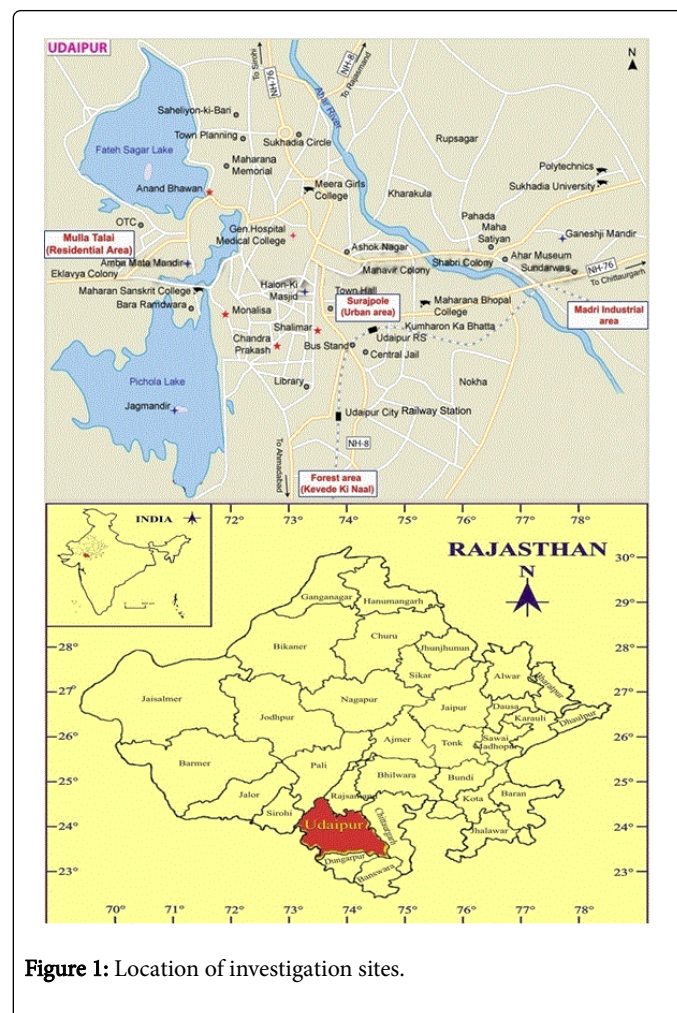 UDAIPUR
N
To Sirohi
NH-76
NH-8
To Rajasmand
Ahar River
Saheliyon-ki-Bari
Town Planning
Sukhadia Circle
Rupsagar
Fateh Sagar Lake
Maharana
Memorial
Polytechnics
Anand Bhawan
Meera Girls
College
Kharakula
Sukhadia University
OTC
Gen.Hospital
Medical College
Pahada
Maha
Satiyan
Ganeshji Mandir
Mulla Talai
(Residential Area)
Amba Mata Mandir
Ashok Nagar
Shabri Colony
Ahar Museum
Sundarwas
Eklavya Colony
Mahavir Colony
NH-76
To Chittaurgarh
Maharan Sanskrit College
Halon-Ki
Masjid
Town Hall
Surajpole
(Urban area)
Maharana Bhopal
College
Madri Industrial
area
Bara Ramdwara
Monalisa
Shalimar
Kumharon Ka Bhatta
Chandra
Prakash
Bus Stand
Udaipur RS
Central Jail
Pichola Lake
Library
Nokha
Jagmandir
Udaipur City Railway Station
NH-8
To Ahmadabad
Forest area
(Kevede Ki Naal)
INDIA
72° 73° 74° 75° 76° 77° 78°
RAJASTHAN
N
30°
29°
Ganganagar
Hanumangarh
28°
Bikaner
Churu
Jhunjhunun
28°
Sikar
Alwar
Bharatpur
27°
Jaisalmer
Nagapur
Jaipur
Dausa
27°
Jodhpur
Karauli
Dhaulpur
26°
Ajmer
Tonk
Sawai
Madhopur
26°
Barmer
Pali
25°
Bhilwara
Bundi
25°
Jalor
Rajsamand
Kota
Baran
Sirohi
24°
Udaipur
Chittaurgarh
Jhalawar
24°
23°
Dungarpur
Banswara
23°
70° 71° 72° 73° 74° 75° 76° 77° 78°
Figure 1: Location of investigation sites.